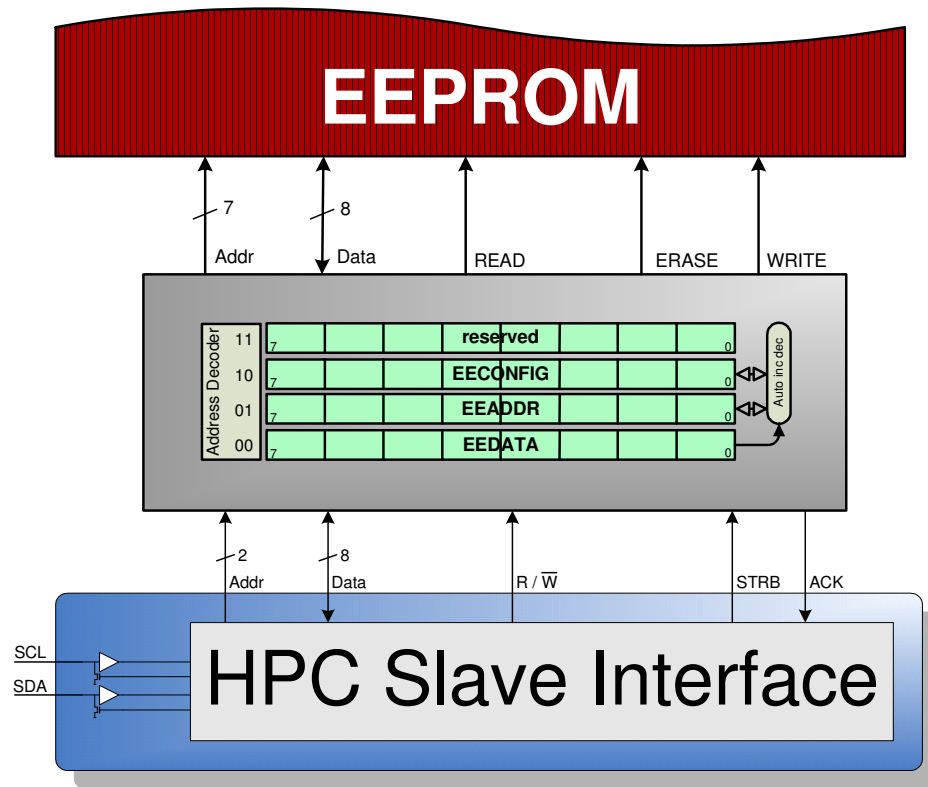 EEPROM
7
8
Addr
Data
READ
ERASE
WRITE
Address Decoder
11
7
reserved
0
10
7
EECONFIG
0
01
7
EEADDR
0
00
7
EEDATA
0
Auto inc dec
2
8
Addr
Data
R / W̅
STRB
ACK
SCL
SDA
HPC Slave Interface